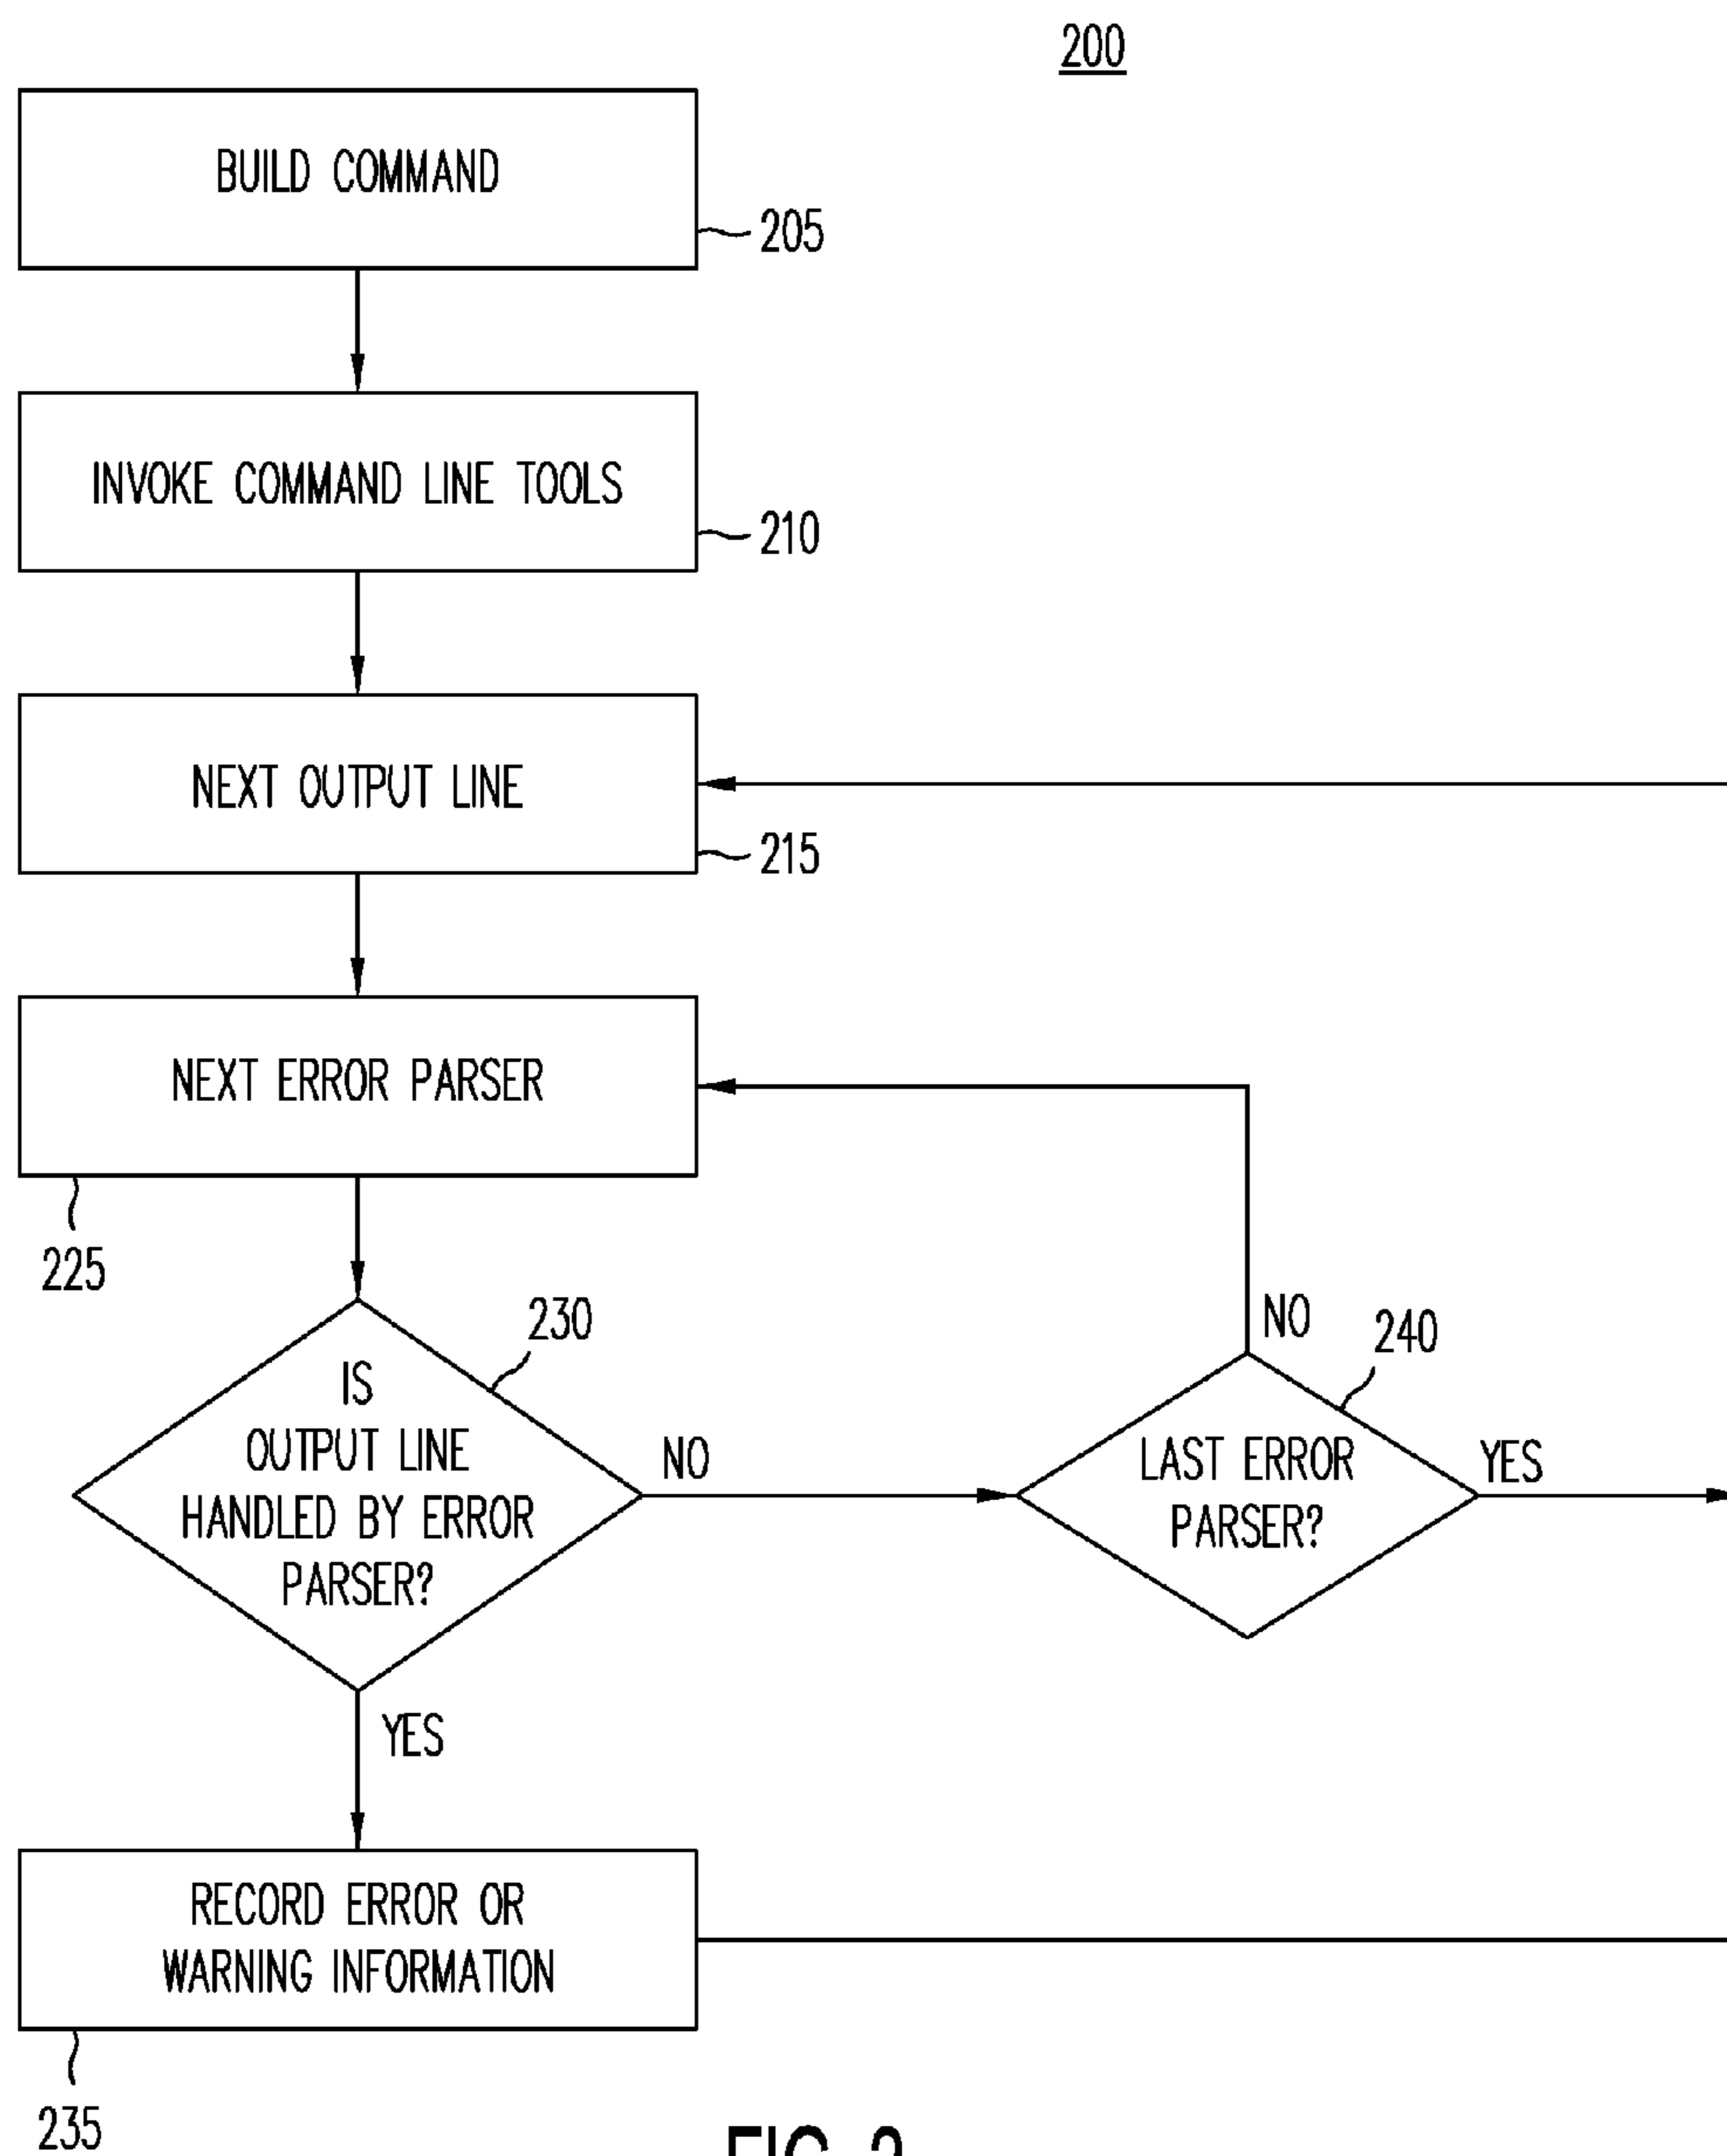 200
BUILD COMMAND
205
INVOKE COMMAND LINE TOOLS
210
NEXT OUTPUT LINE
215
NEXT ERROR PARSER
225
230
IS
OUTPUT LINE
HANDLED BY ERROR
PARSER?
NO
YES
NO
240
LAST ERROR
PARSER?
YES
RECORD ERROR OR
WARNING INFORMATION
235
FIG. 2